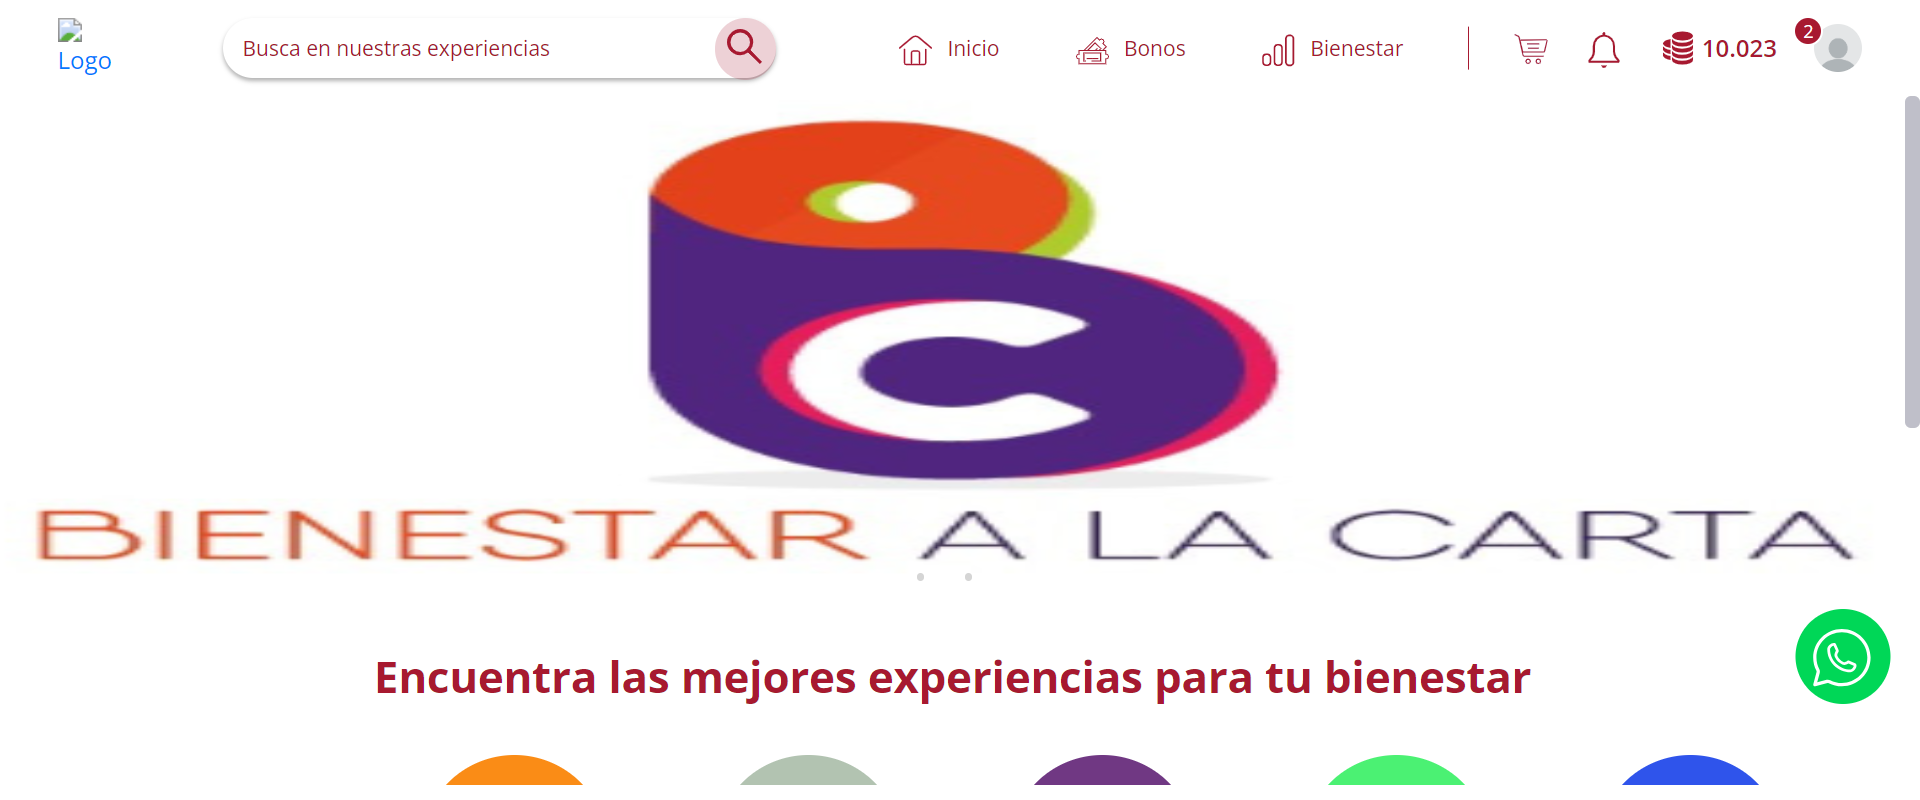 Logo
Busca en nuestras experiencias
Inicio
Bonos
Bienestar
10.023
2
C
BIENESTAR A LA CARTA
Encuentra las mejores experiencias para tu bienestar